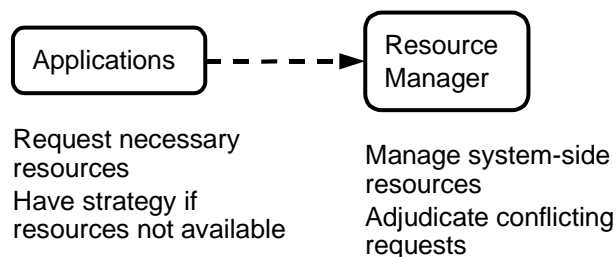 Applications
Resource
Manager
Request necessary
resources
Have strategy if
resources not available
Manage system-side
resources
Adjudicate conflicting
requests